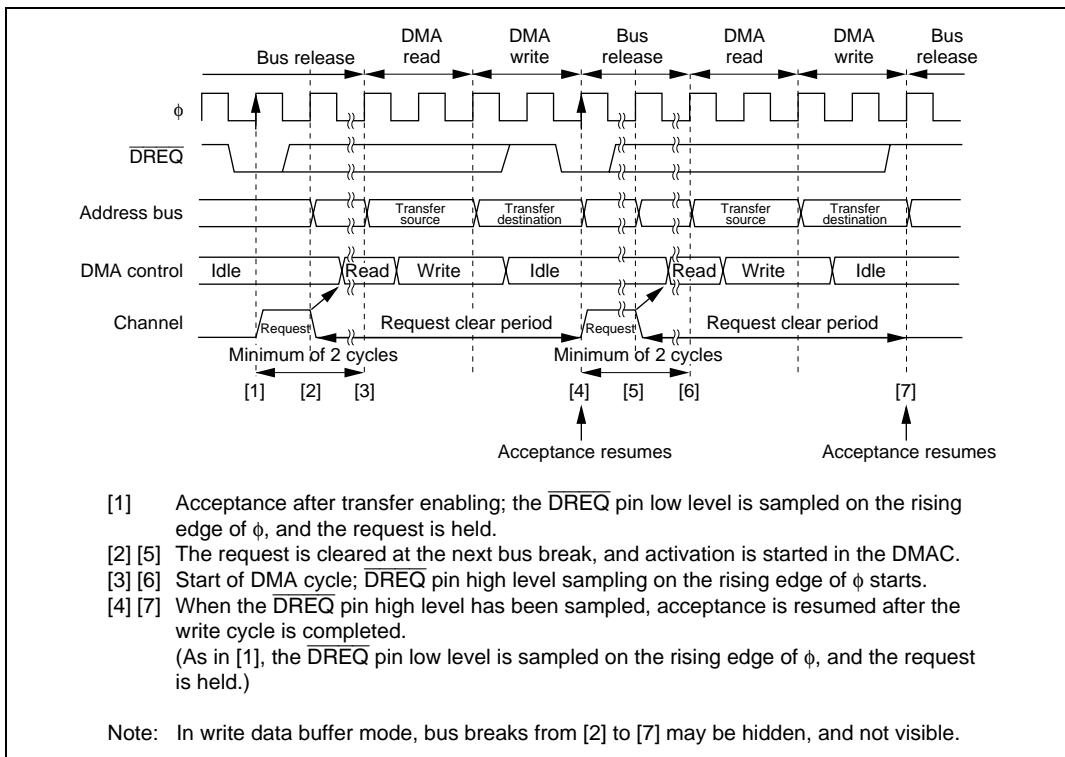 Bus release DMA read DMA write Bus release DMA read DMA write Bus release
ϕ
DREQ
Address bus Transfer source Transfer destination Transfer source Transfer destination
DMA control Idle Read Write Idle Read Write Idle
Channel Request Request clear period Request Request clear period
Minimum of 2 cycles Minimum of 2 cycles
[1] [2] [3] [4] [5] [6] [7]
Acceptance resumes Acceptance resumes
[1] Acceptance after transfer enabling; the DREQ pin low level is sampled on the rising
edge of ϕ, and the request is held.
[2] [5] The request is cleared at the next bus break, and activation is started in the DMAC.
[3] [6] Start of DMA cycle; DREQ pin high level sampling on the rising edge of ϕ starts.
[4] [7] When the DREQ pin high level has been sampled, acceptance is resumed after the
write cycle is completed.
(As in [1], the DREQ pin low level is sampled on the rising edge of ϕ, and the request
is held.)
Note: In write data buffer mode, bus breaks from [2] to [7] may be hidden, and not visible.